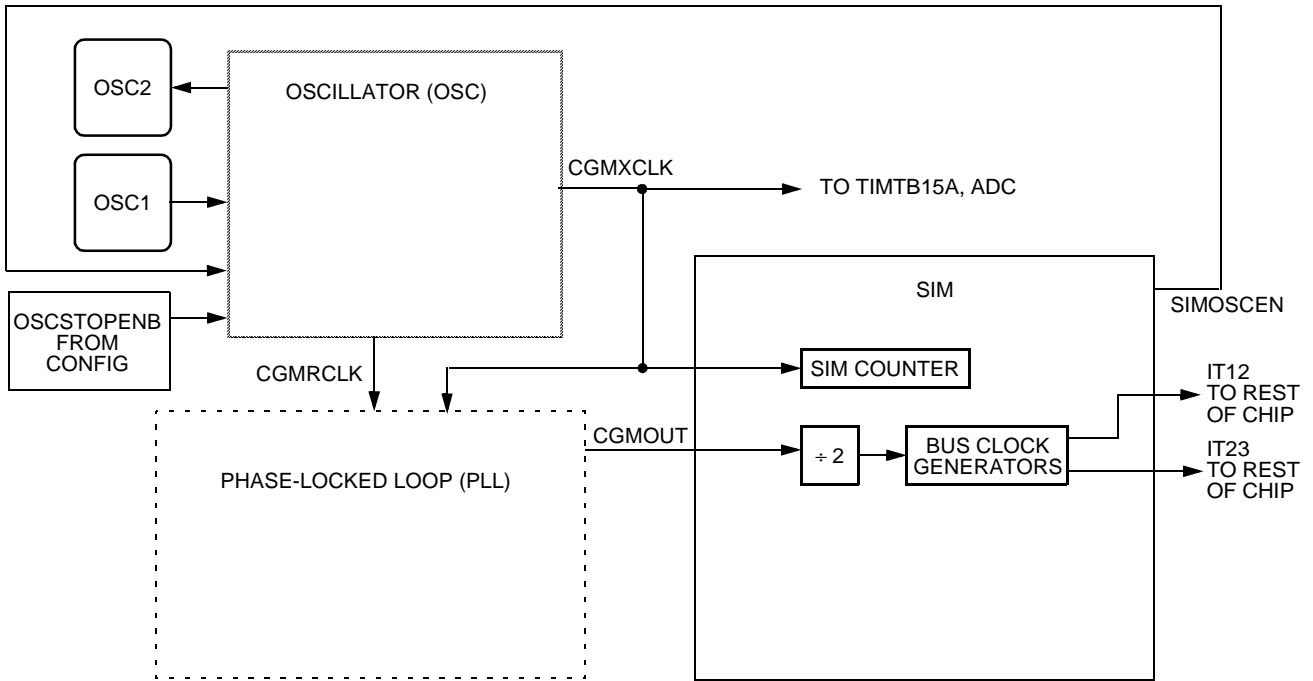 OSC2
OSCILLATOR (OSC)
CGMXCLK
OSC1
TO TIMTB15A, ADC
SIM
SIMOSCEN
OSCSTOPENB
FROM
CONFIG
CGMRCLK
SIM COUNTER
IT12
TO REST
OF CHIP
CGMOUT
÷ 2
BUS CLOCK
GENERATORS
IT23
TO REST
OF CHIP
PHASE-LOCKED LOOP (PLL)